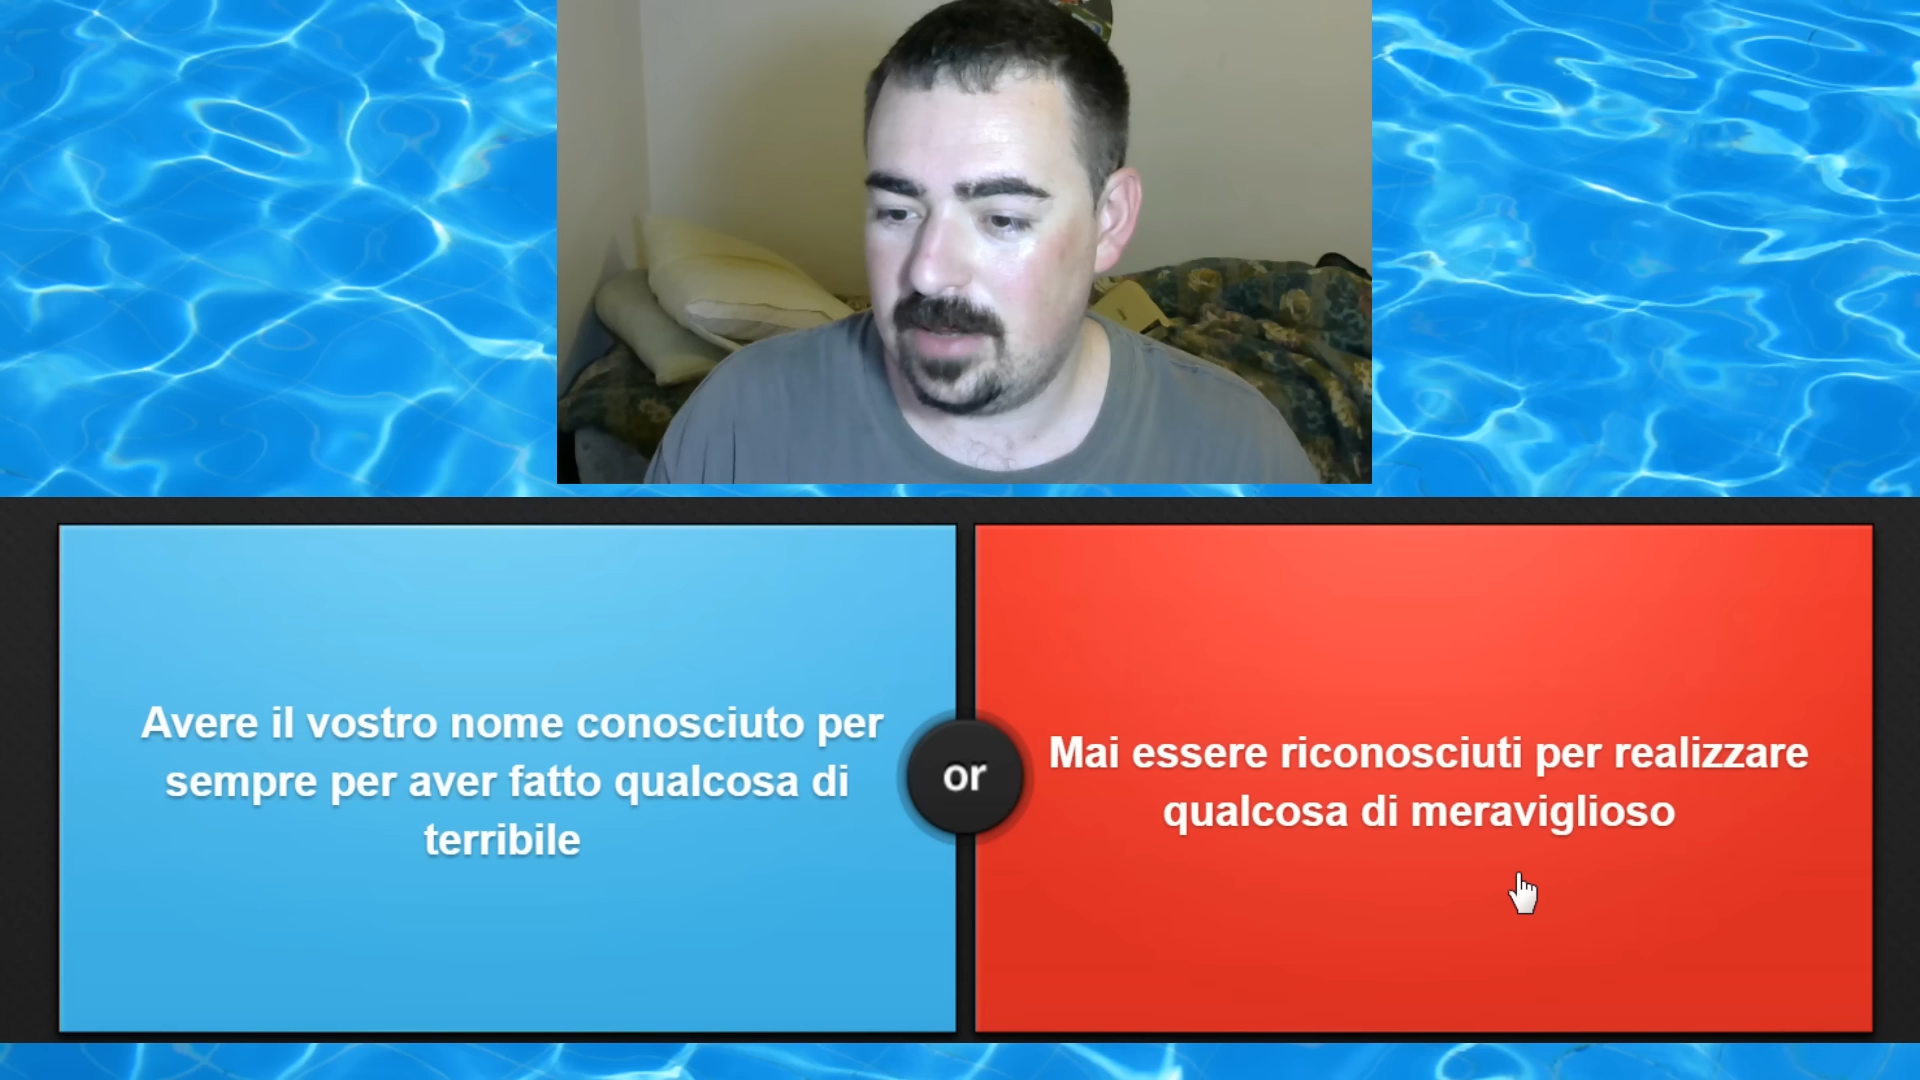 Avere il vostro nome conosciuto per
sempre per aver fatto qualcosa di
terribile
or
Mai essere riconosciuti per realizzare
qualcosa di meraviglioso